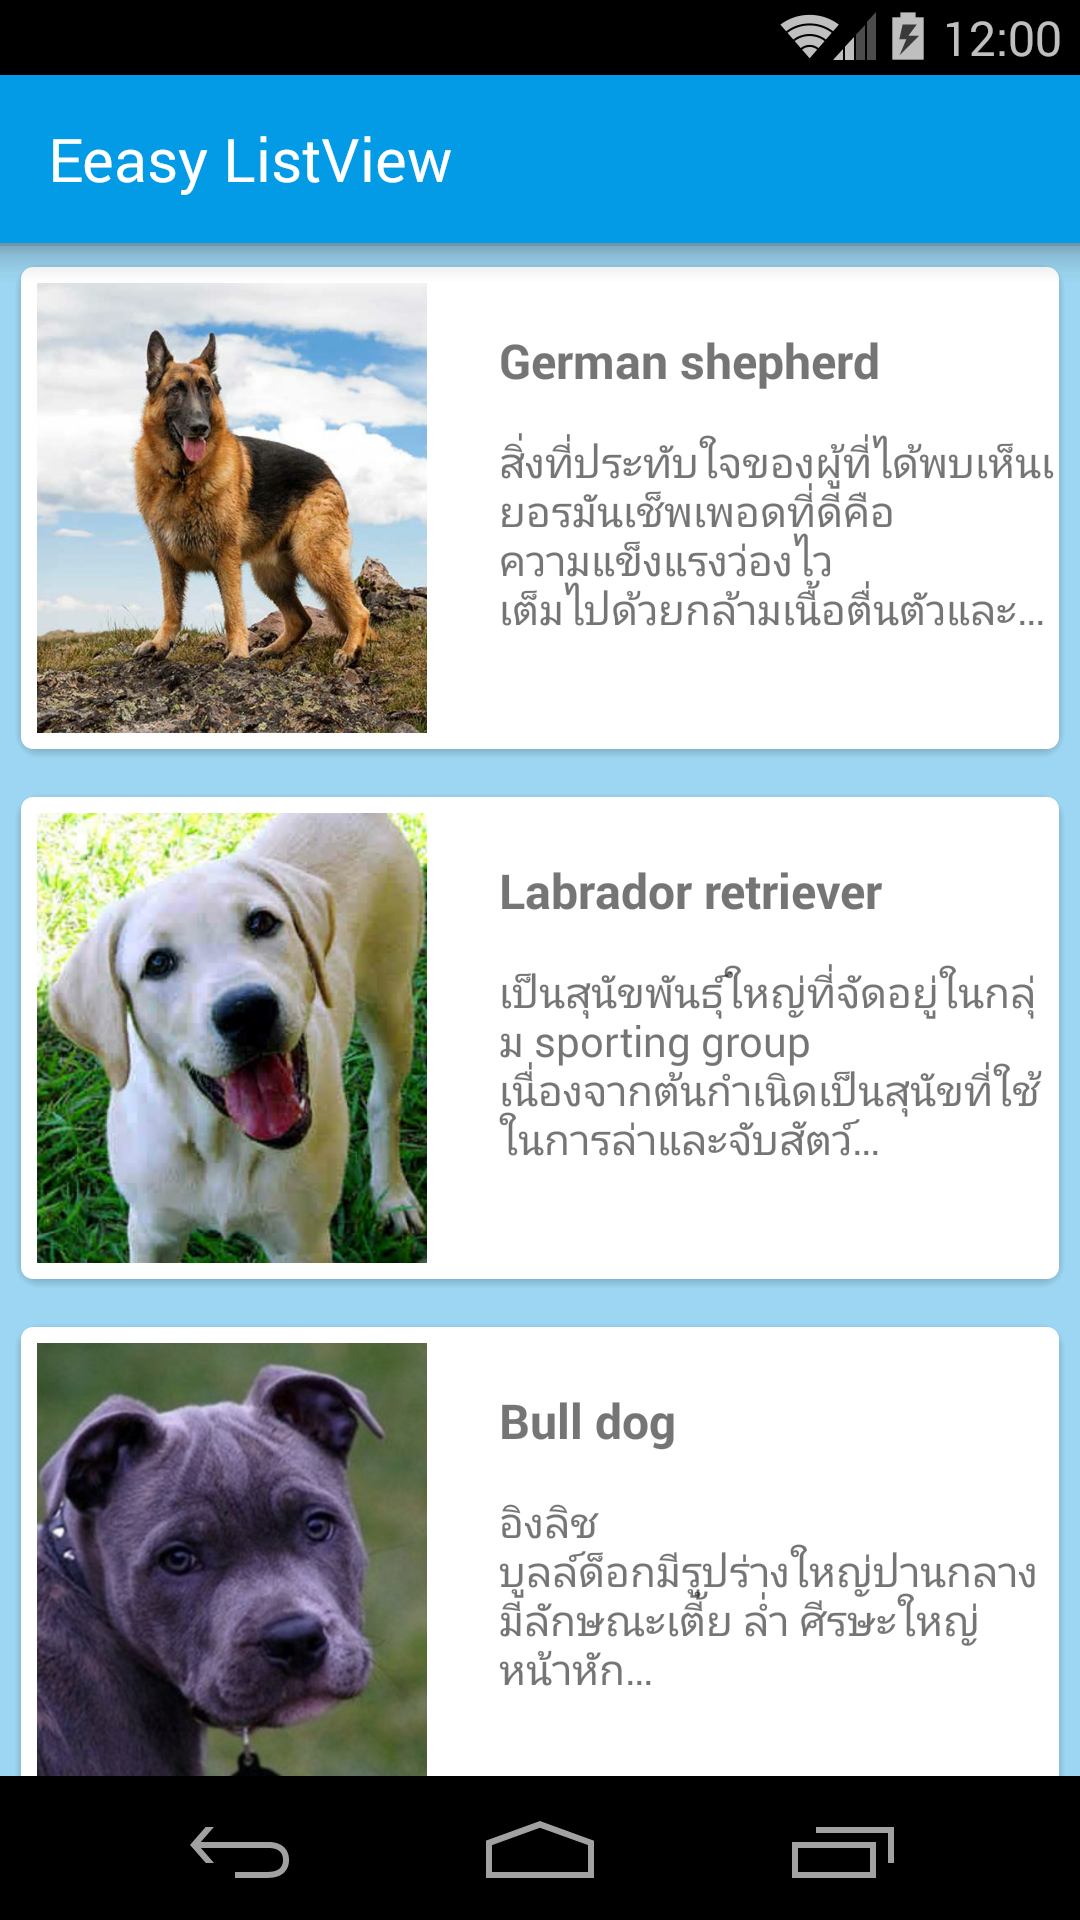 12:00
Eeasy ListView
German shepherd
สิ่งที่ประทับใจของผู้ที่ได้พบเห็นเ
ยอรมันเช็พเพอดที่ดีคือ
ความแข็งแรงว่องไว
เต็มไปด้วยกล้ามเนื้อตื่นตัวและ...
Labrador retriever
เป็นสุนัขพันธุ์ใหญ่ที่จัดอยู่ในกลุ่
ม sporting group
เนื่องจากต้นกำเนิดเป็นสุนัขที่ใช้
ในการล่าและจับสัตว์...
Bull dog
อิงลิช
บูลล์ด็อกมีรูปร่างใหญ่ปานกลาง
มีลักษณะเตี้ย ล่ำ ศีรษะใหญ่
หน้าหัก...